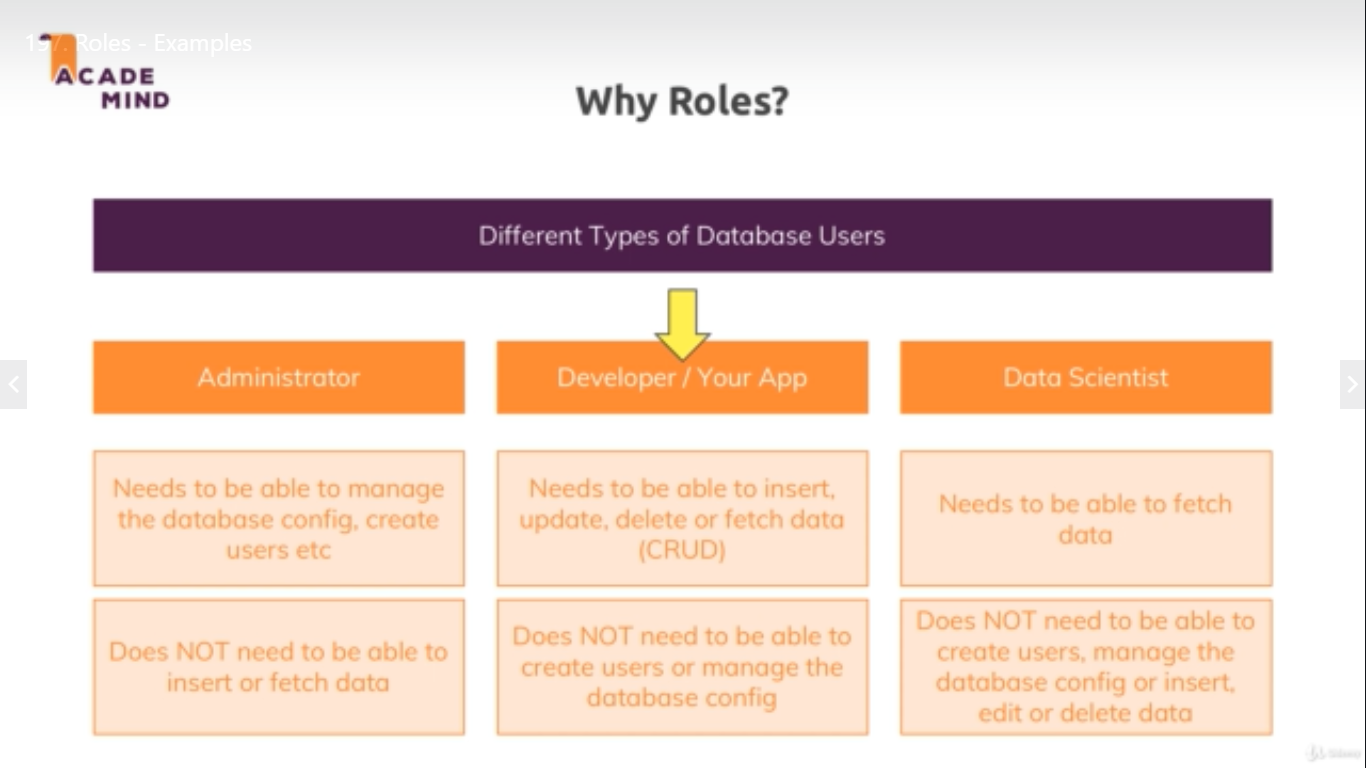 197. Roles - Examples
ACADE
MIND
Why Roles?
Different Types of Database Users
Administrator
Developer / Your App
Data Scientist
Needs to be able to manage
the database config, create
users etc
Needs to be able to insert,
update, delete or fetch data
(CRUD)
Needs to be able to fetch
data
Does NOT need to be able to
insert or fetch data
Does NOT need to be able to
create users or manage the
database config
Does NOT need to be able to
create users, manage the
database config or insert,
edit or delete data
Udemy